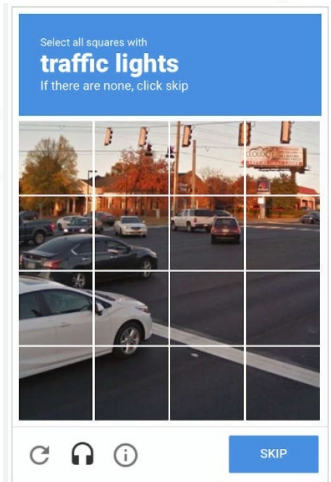 Select all squares with
traffic lights
If there are none, click skip
SKIP